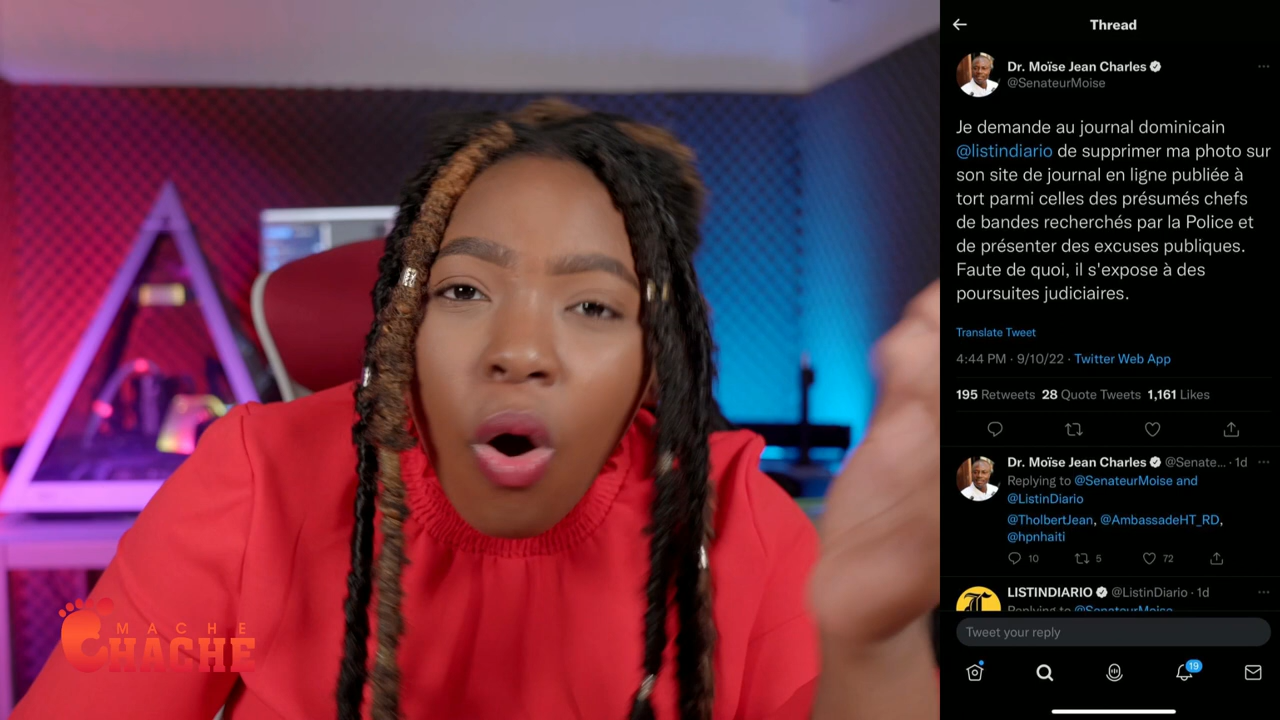 MACHE
CHACHE
Thread
Dr. Moïse Jean Charles
@SenateurMoise
Je demande au journal dominicain
@listindiario de supprimer ma photo sur
son site de journal en ligne publiée à
tort parmi celles des présumés chefs
de bandes recherchés par la Police et
de présenter des excuses publiques.
Faute de quoi, il s'expose à des
poursuites judiciaires.
Translate Tweet
4:44 PM · 9/10/22 · Twitter Web App
195 Retweets 28 Quote Tweets 1,161 Likes
Dr. Moïse Jean Charles @Senate... · 1d
Replying to @SenateurMoise and
@ListinDiario
@TholbertJean, @AmbassadeHT_RD,
@hpnhaiti
10 5 72
LISTINDIARIO @ListinDiario · 1d
Replying to @SenateurMoise
Tweet your reply
19